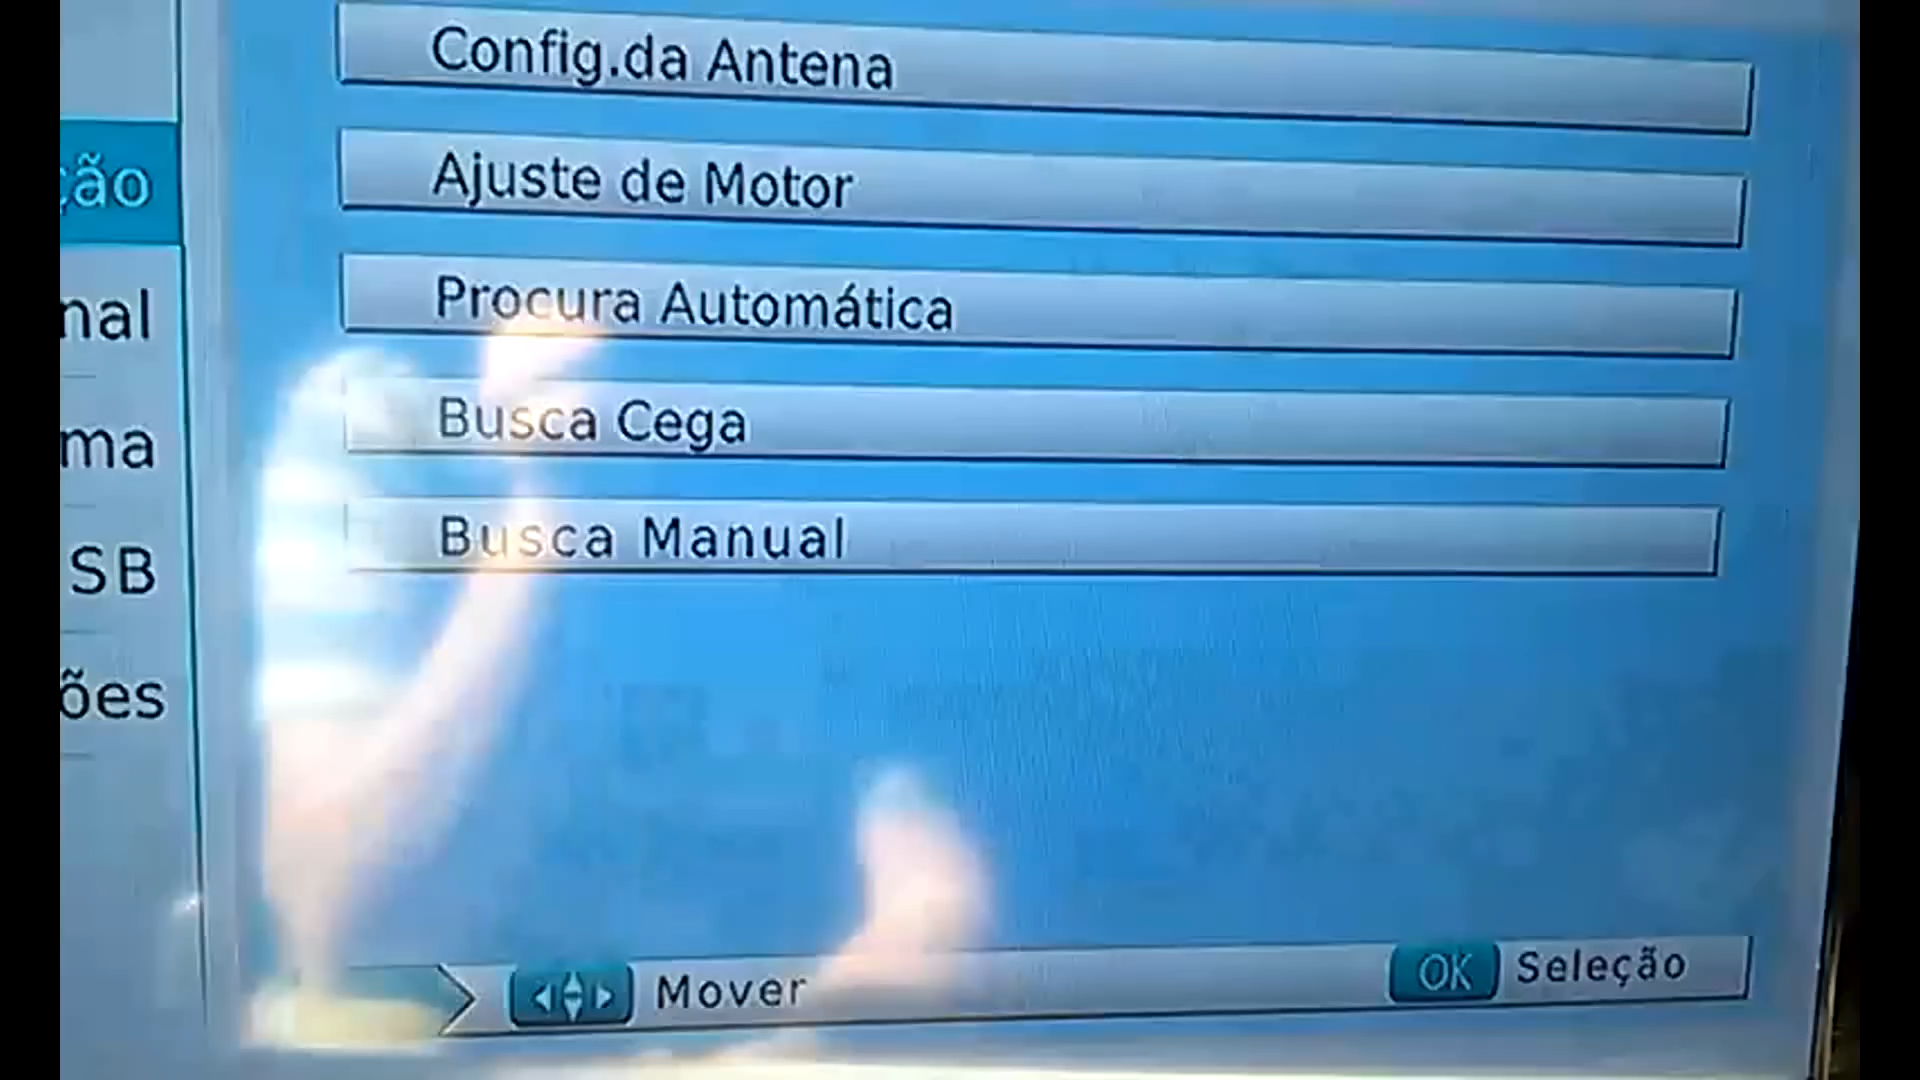 Config.da Antena
Ajuste de Motor
Procura Automática
Busca Cega
Busca Manual
ção
nal
ma
SB
ões
Mover
OK Seleção